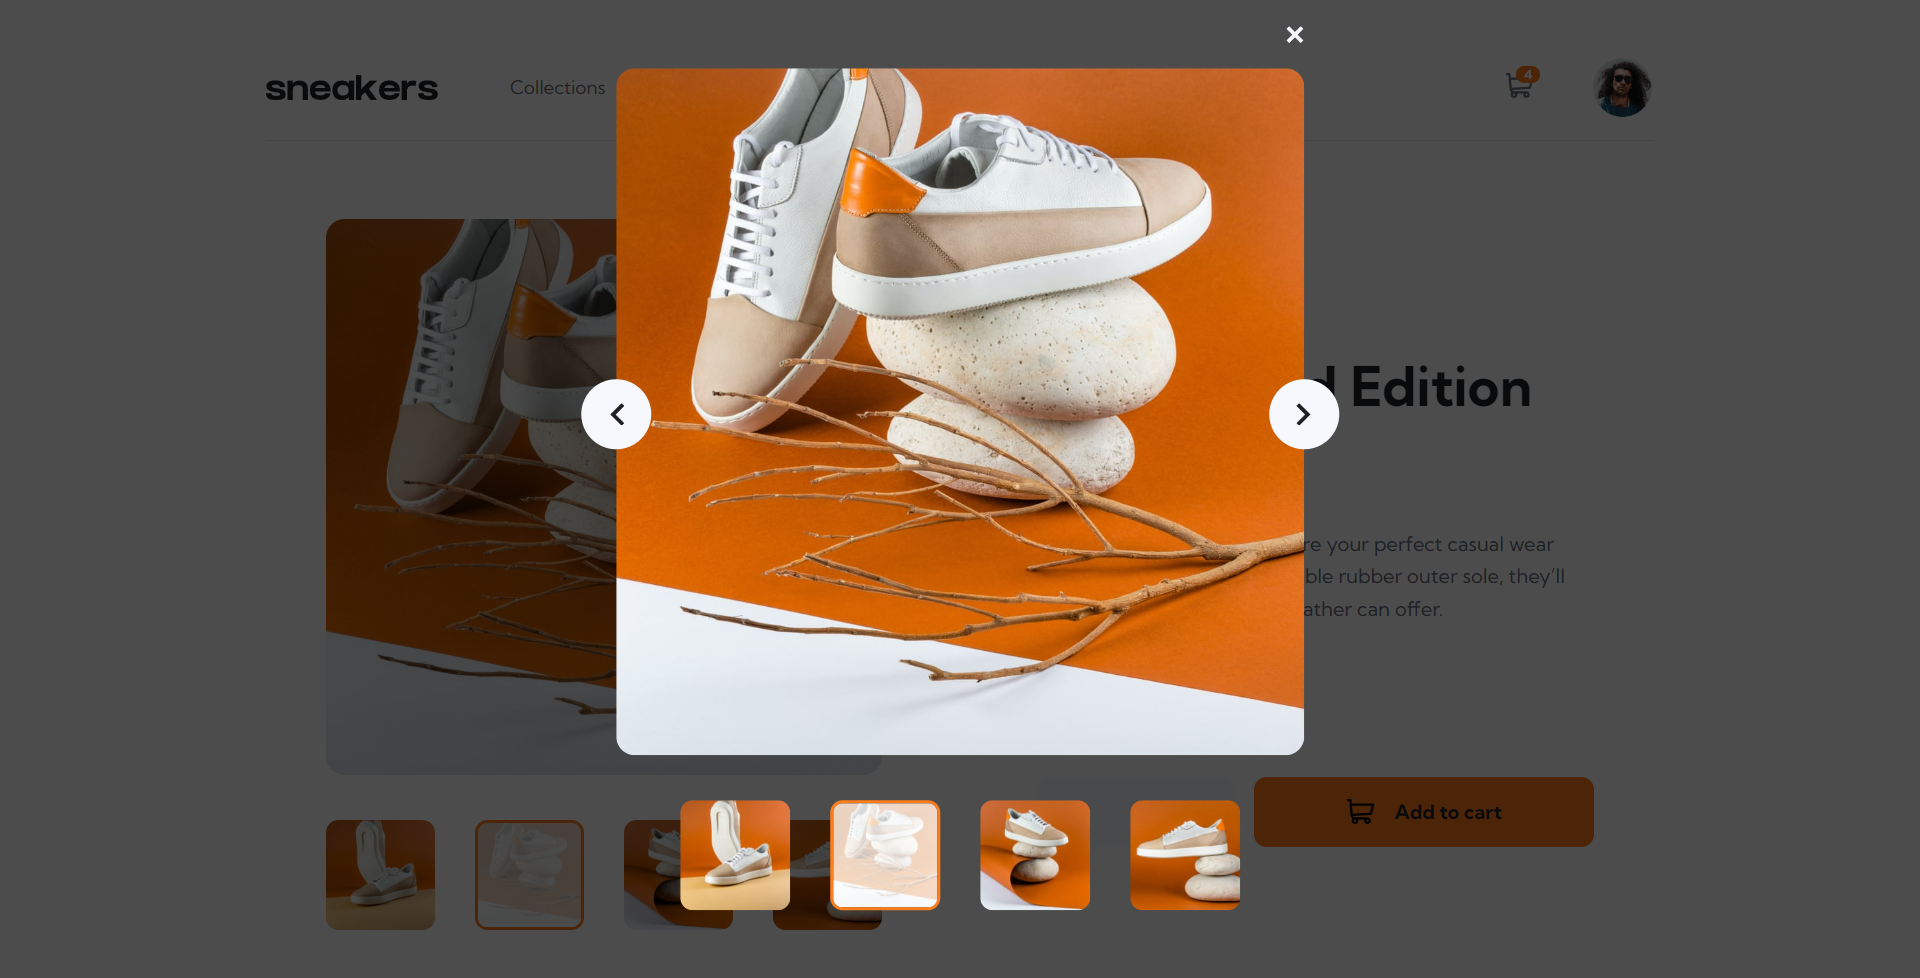 sneakers
Collections
4
d Edition
re your perfect casual wear
ble rubber outer sole, they'll
ather can offer.
Add to cart